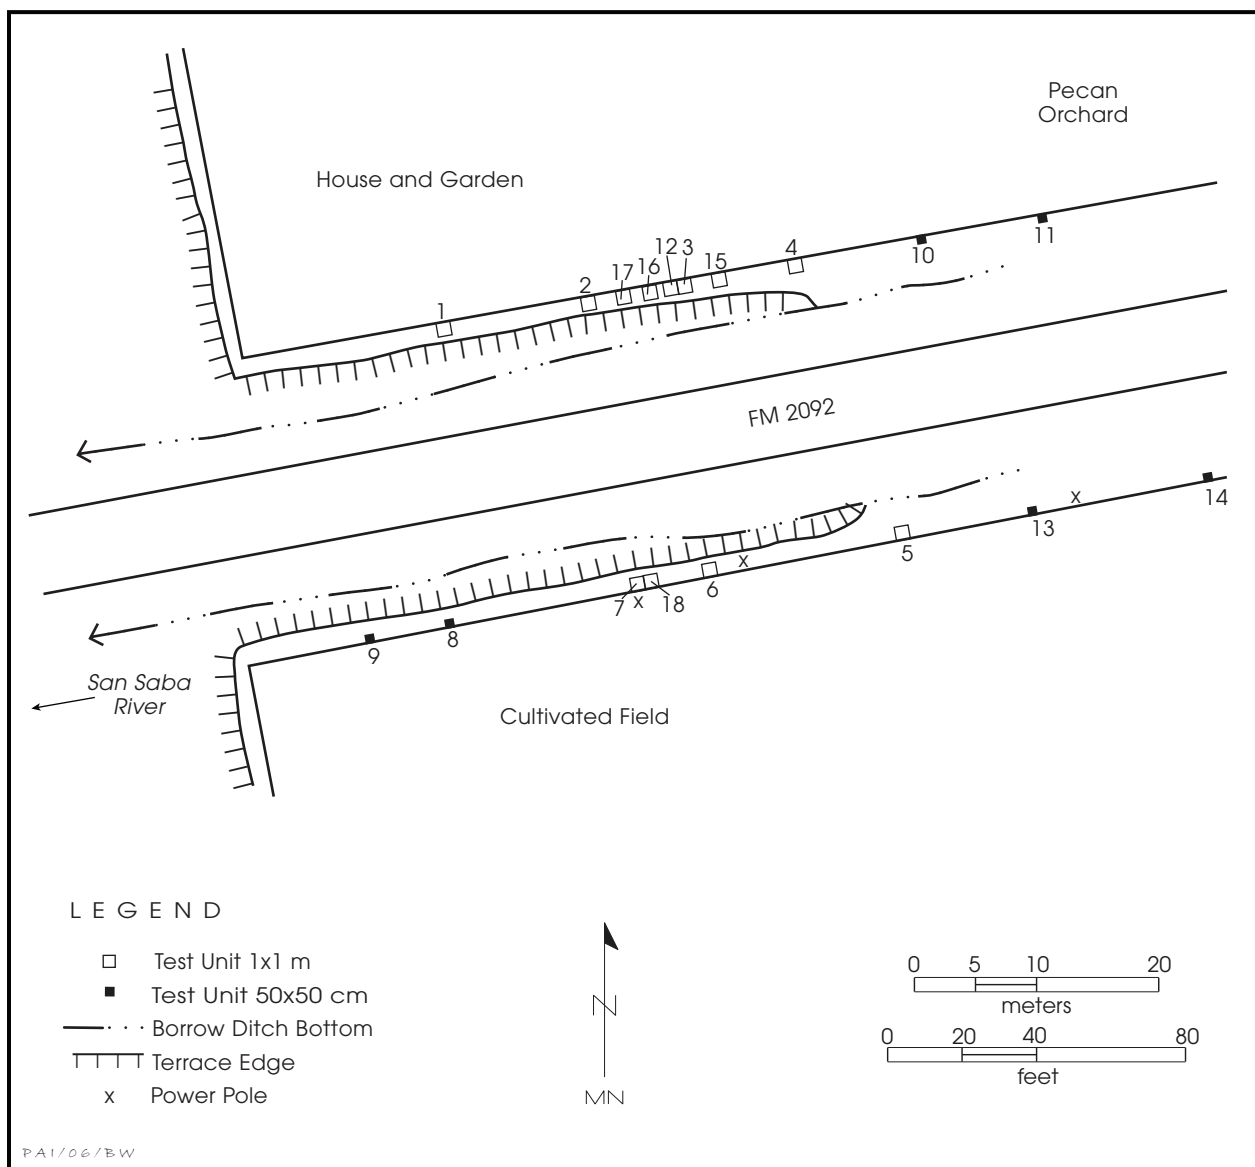 Pecan
Orchard
House and Garden
11
10
4
15
12 3
16
17
2
1
FM 2092
14
13
5
6
18
7
8
9
San Saba
River
Cultivated Field
x
x
x
LEGEND
Test Unit 1x1 m
Test Unit 50x50 cm
Borrow Ditch Bottom
Terrace Edge
x Power Pole
N
MN
0 5 10 20
meters
0 20 40 80
feet
PAI/06/BW